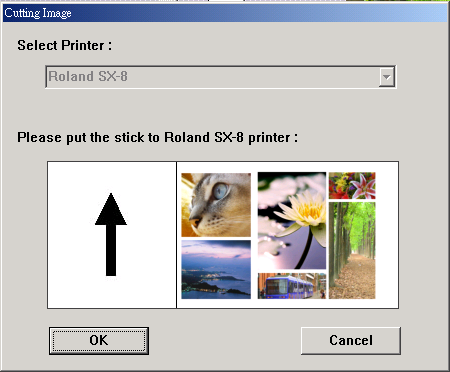 Cutting Image
Select Printer :
Roland SX-8
Please put the stick to Roland SX-8 printer :
OK
Cancel